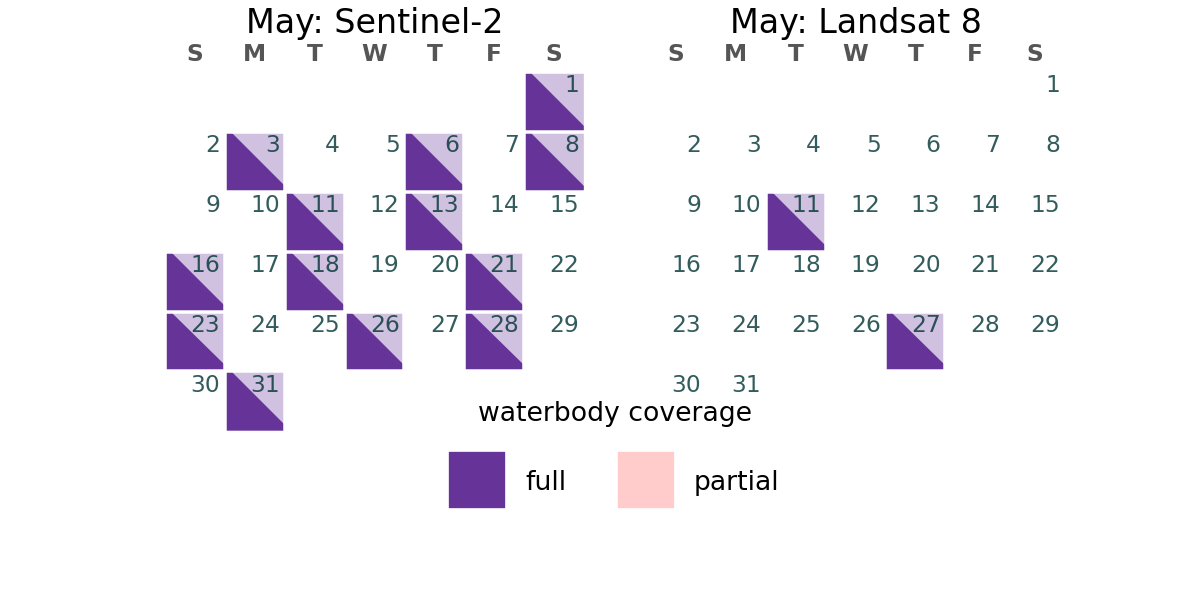 May: Sentinel-2
S M T W T F S
1
2 3 4 5 6 7 8
9 10 11 12 13 14 15
16 17 18 19 20 21 22
23 24 25 26 27 28 29
30 31
May: Landsat 8
S M T W T F S
1
2 3 4 5 6 7 8
9 10 11 12 13 14 15
16 17 18 19 20 21 22
23 24 25 26 27 28 29
30 31
waterbody coverage
full
partial